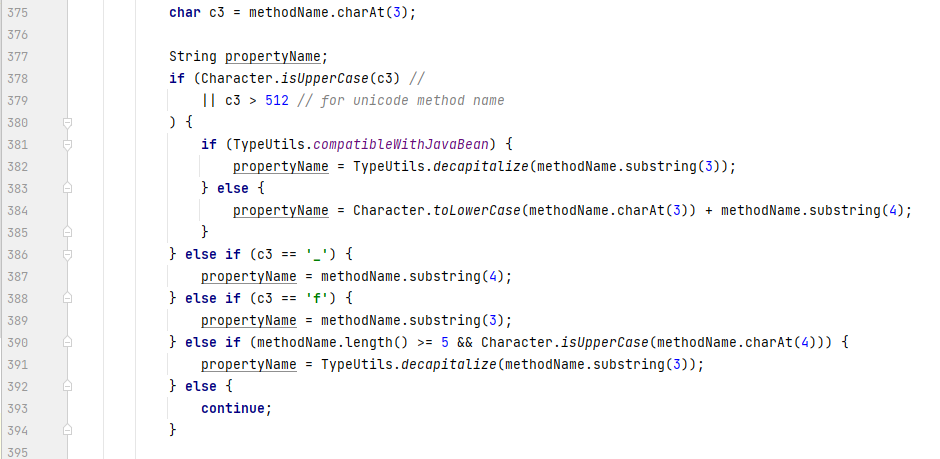 375 char c3 = methodName.charAt(3);
376
377 String propertyName;
378 if (Character.isUpperCase(c3) //
379 || c3 > 512 // for unicode method name
380 ) {
381 if (TypeUtils.compatibleWithJavaBean) {
382 propertyName = TypeUtils.decapitalize(methodName.substring(3));
383 } else {
384 propertyName = Character.toLowerCase(methodName.charAt(3)) + methodName.substring(4);
385 }
386 } else if (c3 == '_') {
387 propertyName = methodName.substring(4);
388 } else if (c3 == 'f') {
389 propertyName = methodName.substring(3);
390 } else if (methodName.length() >= 5 && Character.isUpperCase(methodName.charAt(4))) {
391 propertyName = TypeUtils.decapitalize(methodName.substring(3));
392 } else {
393 continue;
394 }
395